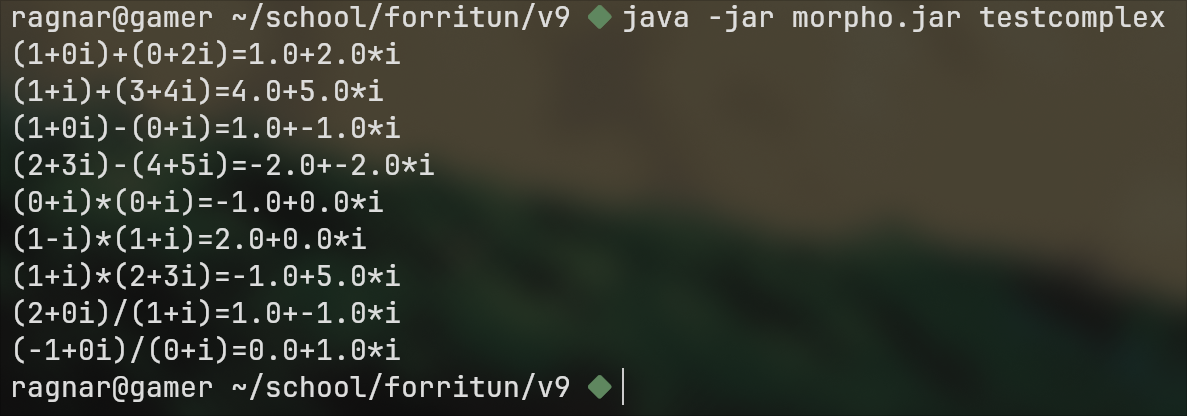 ragnar@gamer ~/school/forritun/v9 ◆ java -jar morpho.jar testcomplex
(1+0i)+(0+2i)=1.0+2.0*i
(1+i)+(3+4i)=4.0+5.0*i
(1+0i)-(0+i)=1.0+-1.0*i
(2+3i)-(4+5i)=-2.0+-2.0*i
(0+i)*(0+i)=-1.0+0.0*i
(1-i)*(1+i)=2.0+0.0*i
(1+i)*(2+3i)=-1.0+5.0*i
(2+0i)/(1+i)=1.0+-1.0*i
(-1+0i)/(0+i)=0.0+1.0*i
ragnar@gamer ~/school/forritun/v9 ◆